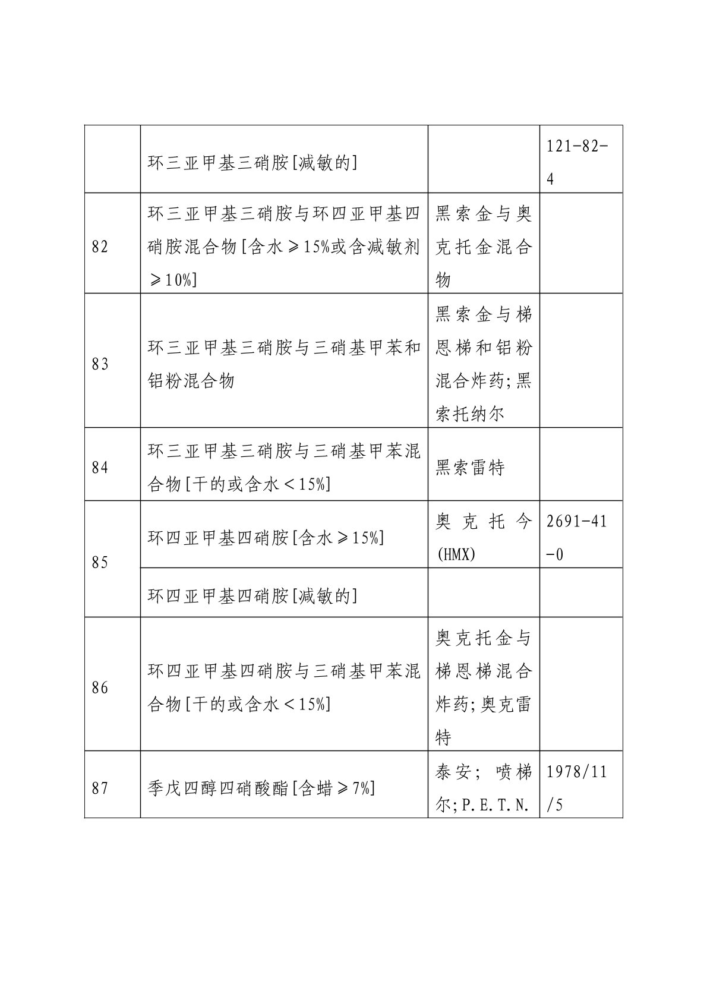 环三亚甲基三硝胺[减敏的]
121-82-
4
82
环三亚甲基三硝胺与环四亚甲基四
硝胺混合物[含水≥15%或含减敏剂
≥10%]
黑索金与奥
克托金混合
物
83
环三亚甲基三硝胺与三硝基甲苯和
铝粉混合物
黑索金与梯
恩梯和铝粉
混合炸药;黑
索托纳尔
84
环三亚甲基三硝胺与三硝基甲苯混
合物[干的或含水<15%]
黑索雷特
85
环四亚甲基四硝胺[含水≥15%]
奥克托今
(HMX)
2691-41
-0
环四亚甲基四硝胺[减敏的]
86
环四亚甲基四硝胺与三硝基甲苯混
合物[干的或含水<15%]
奥克托金与
梯恩梯混合
炸药;奥克雷
特
87
季戊四醇四硝酸酯[含蜡≥7%]
泰安; 喷梯
尔;P.E.T.N.
1978/11
/5